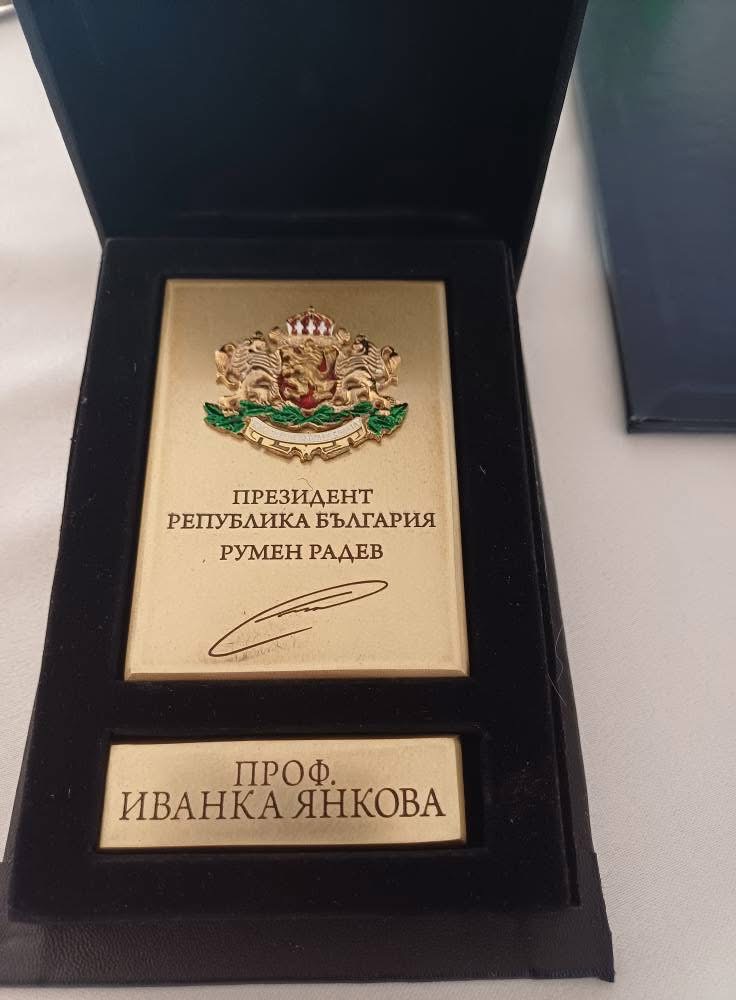 ПРЕЗИДЕНТ
РЕПУБЛИКА БЪЛГАРИЯ
РУМЕН РАДЕВ
ПРОФ.
ИВАНКА ЯНКОВА